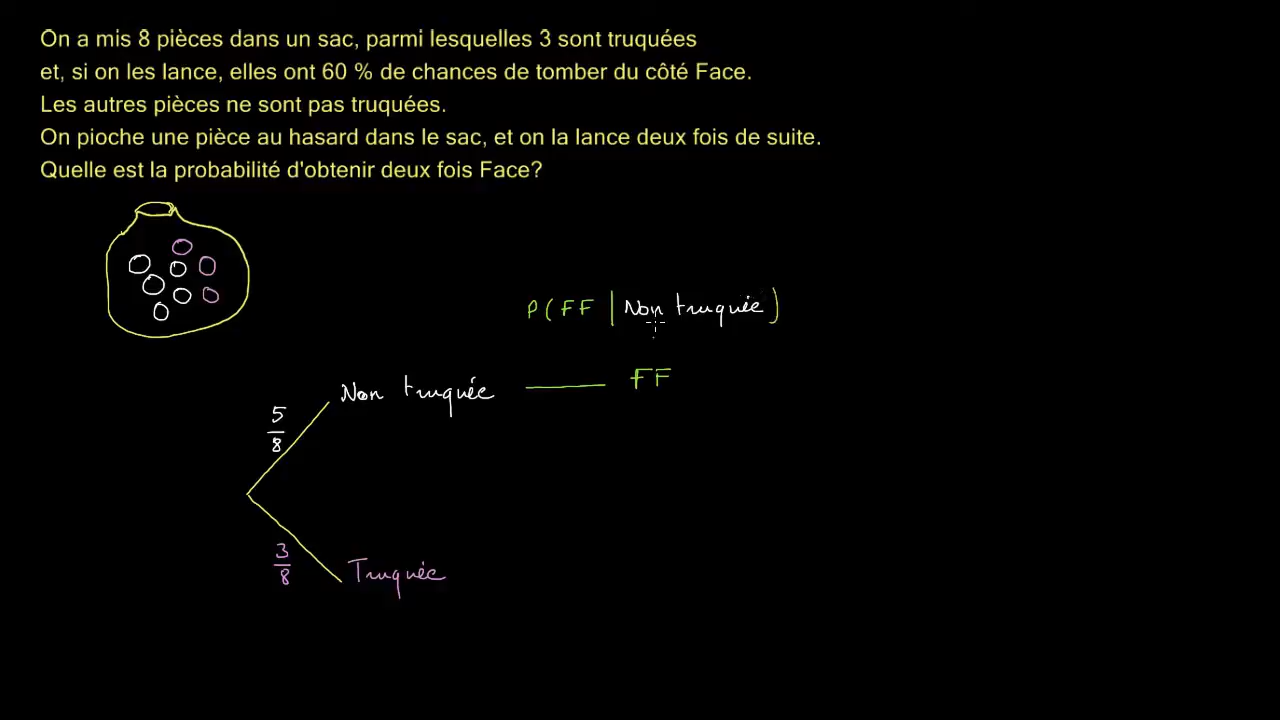 On a mis 8 pièces dans un sac, parmi lesquelles 3 sont truquées
et, si on les lance, elles ont 60 % de chances de tomber du côté Face.
Les autres pièces ne sont pas truquées.
On pioche une pièce au hasard dans le sac, et on la lance deux fois de suite.
Quelle est la probabilité d'obtenir deux fois Face?
P(FF | Non truquée)
FF
Non truquée
5/8
3/8
Truquée